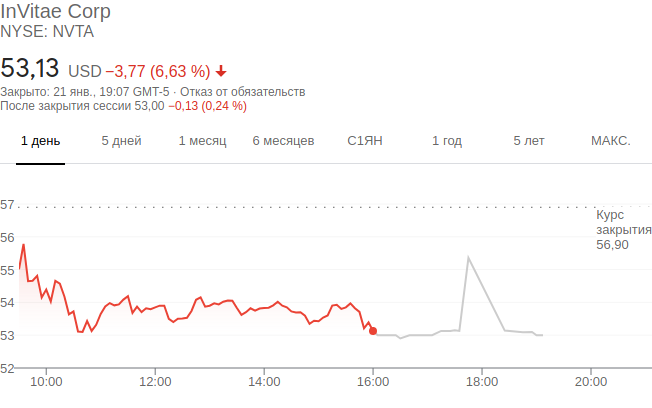 InVitae Corp
NYSE: NVTA
53,13 USD −3,77 (6,63 %)
Закрыто: 21 янв., 19:07 GMT-5 · Отказ от обязательств
После закрытия сессии 53,00 −0,13 (0,24 %)
1 день 5 дней 1 месяц 6 месяцев С1ЯН 1 год 5 лет МАКС.
57
Курс
закрытия
56,90
56
55
54
53
52
10:00 12:00 14:00 16:00 18:00 20:00